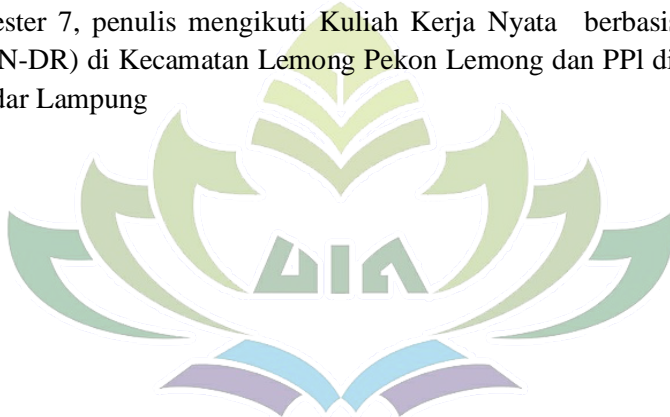 ester 7, penulis mengikuti Kuliah Kerja Nyata berbasis
N-DR) di Kecamatan Lemong Pekon Lemong dan PPl di
dar Lampung
UIN